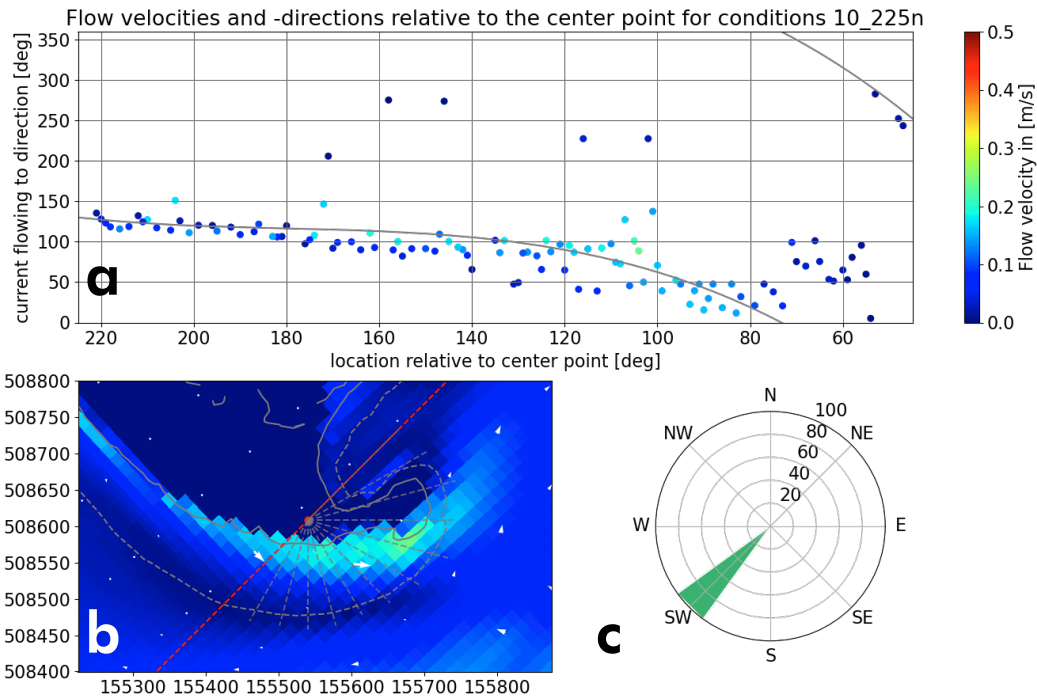 Flow velocities and -directions relative to the center point for conditions 10_225n
current flowing to direction [deg]
350
300
250
200
150
100
50
0
220 200 180 160 140 120 100 80 60
location relative to center point [deg]
a
0.5
0.4
0.3
0.2
0.1
0.0
Flow velocity in [m/s]
508800
508750
508700
508650
508600
508550
508500
508450
508400
155300 155400 155500 155600 155700 155800
b
N
NE
E
SE
S
SW
W
NW
100
80
60
40
20
c